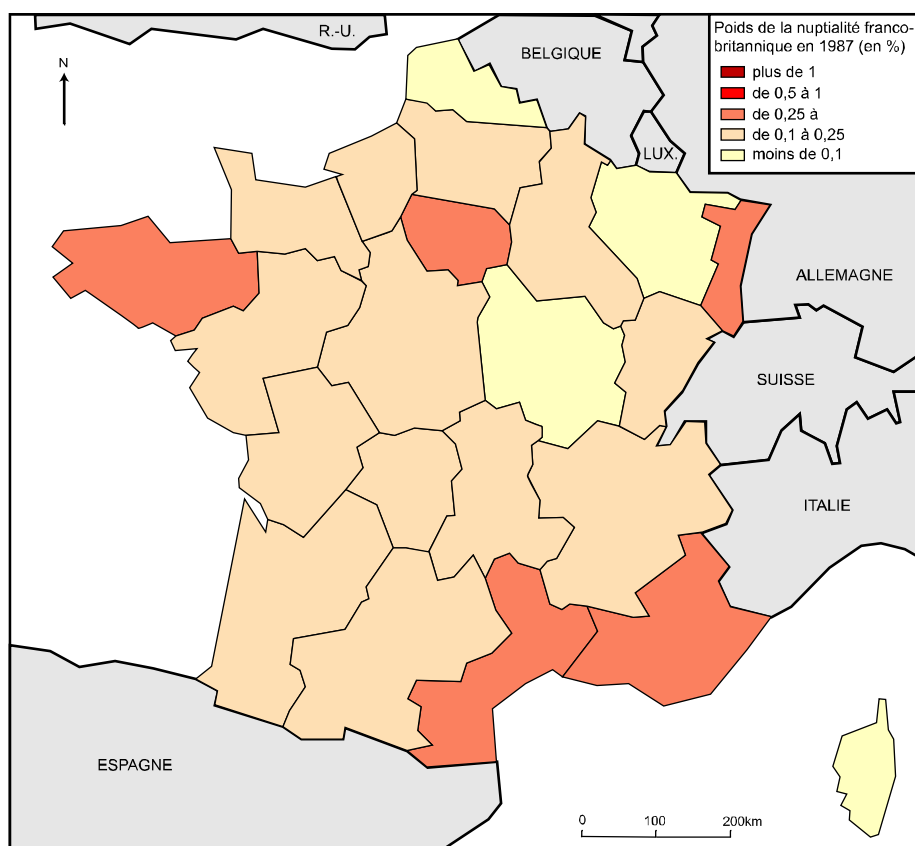 R.-U.
Poids de la nuptialité franco-
britannique en 1987 (en %)
plus de 1
de 0,5 à 1
de 0,25 à
de 0,1 à 0,25
moins de 0,1
BELGIQUE
N
LUX.
ALLEMAGNE
SUISSE
ITALIE
ESPAGNE
0 100 200km